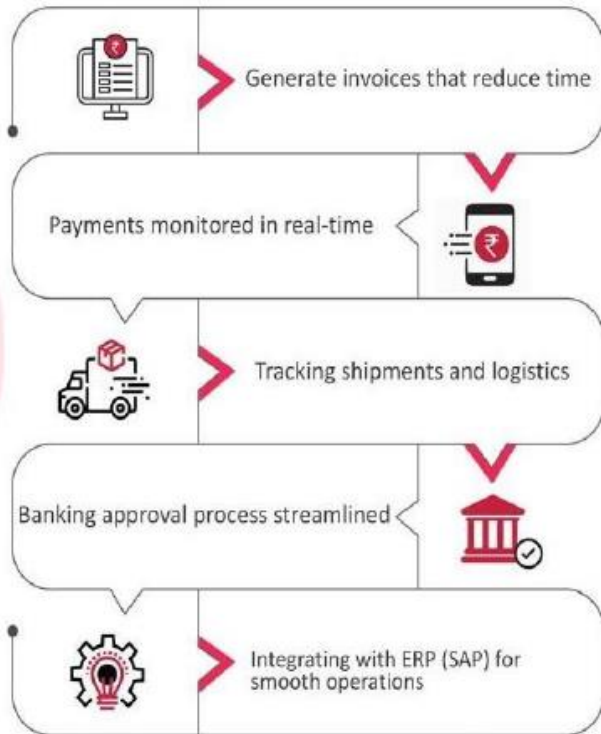 ₹
Generate invoices that reduce time
Payments monitored in real-time
₹
Tracking shipments and logistics
Banking approval process streamlined
Integrating with ERP (SAP) for
smooth operations